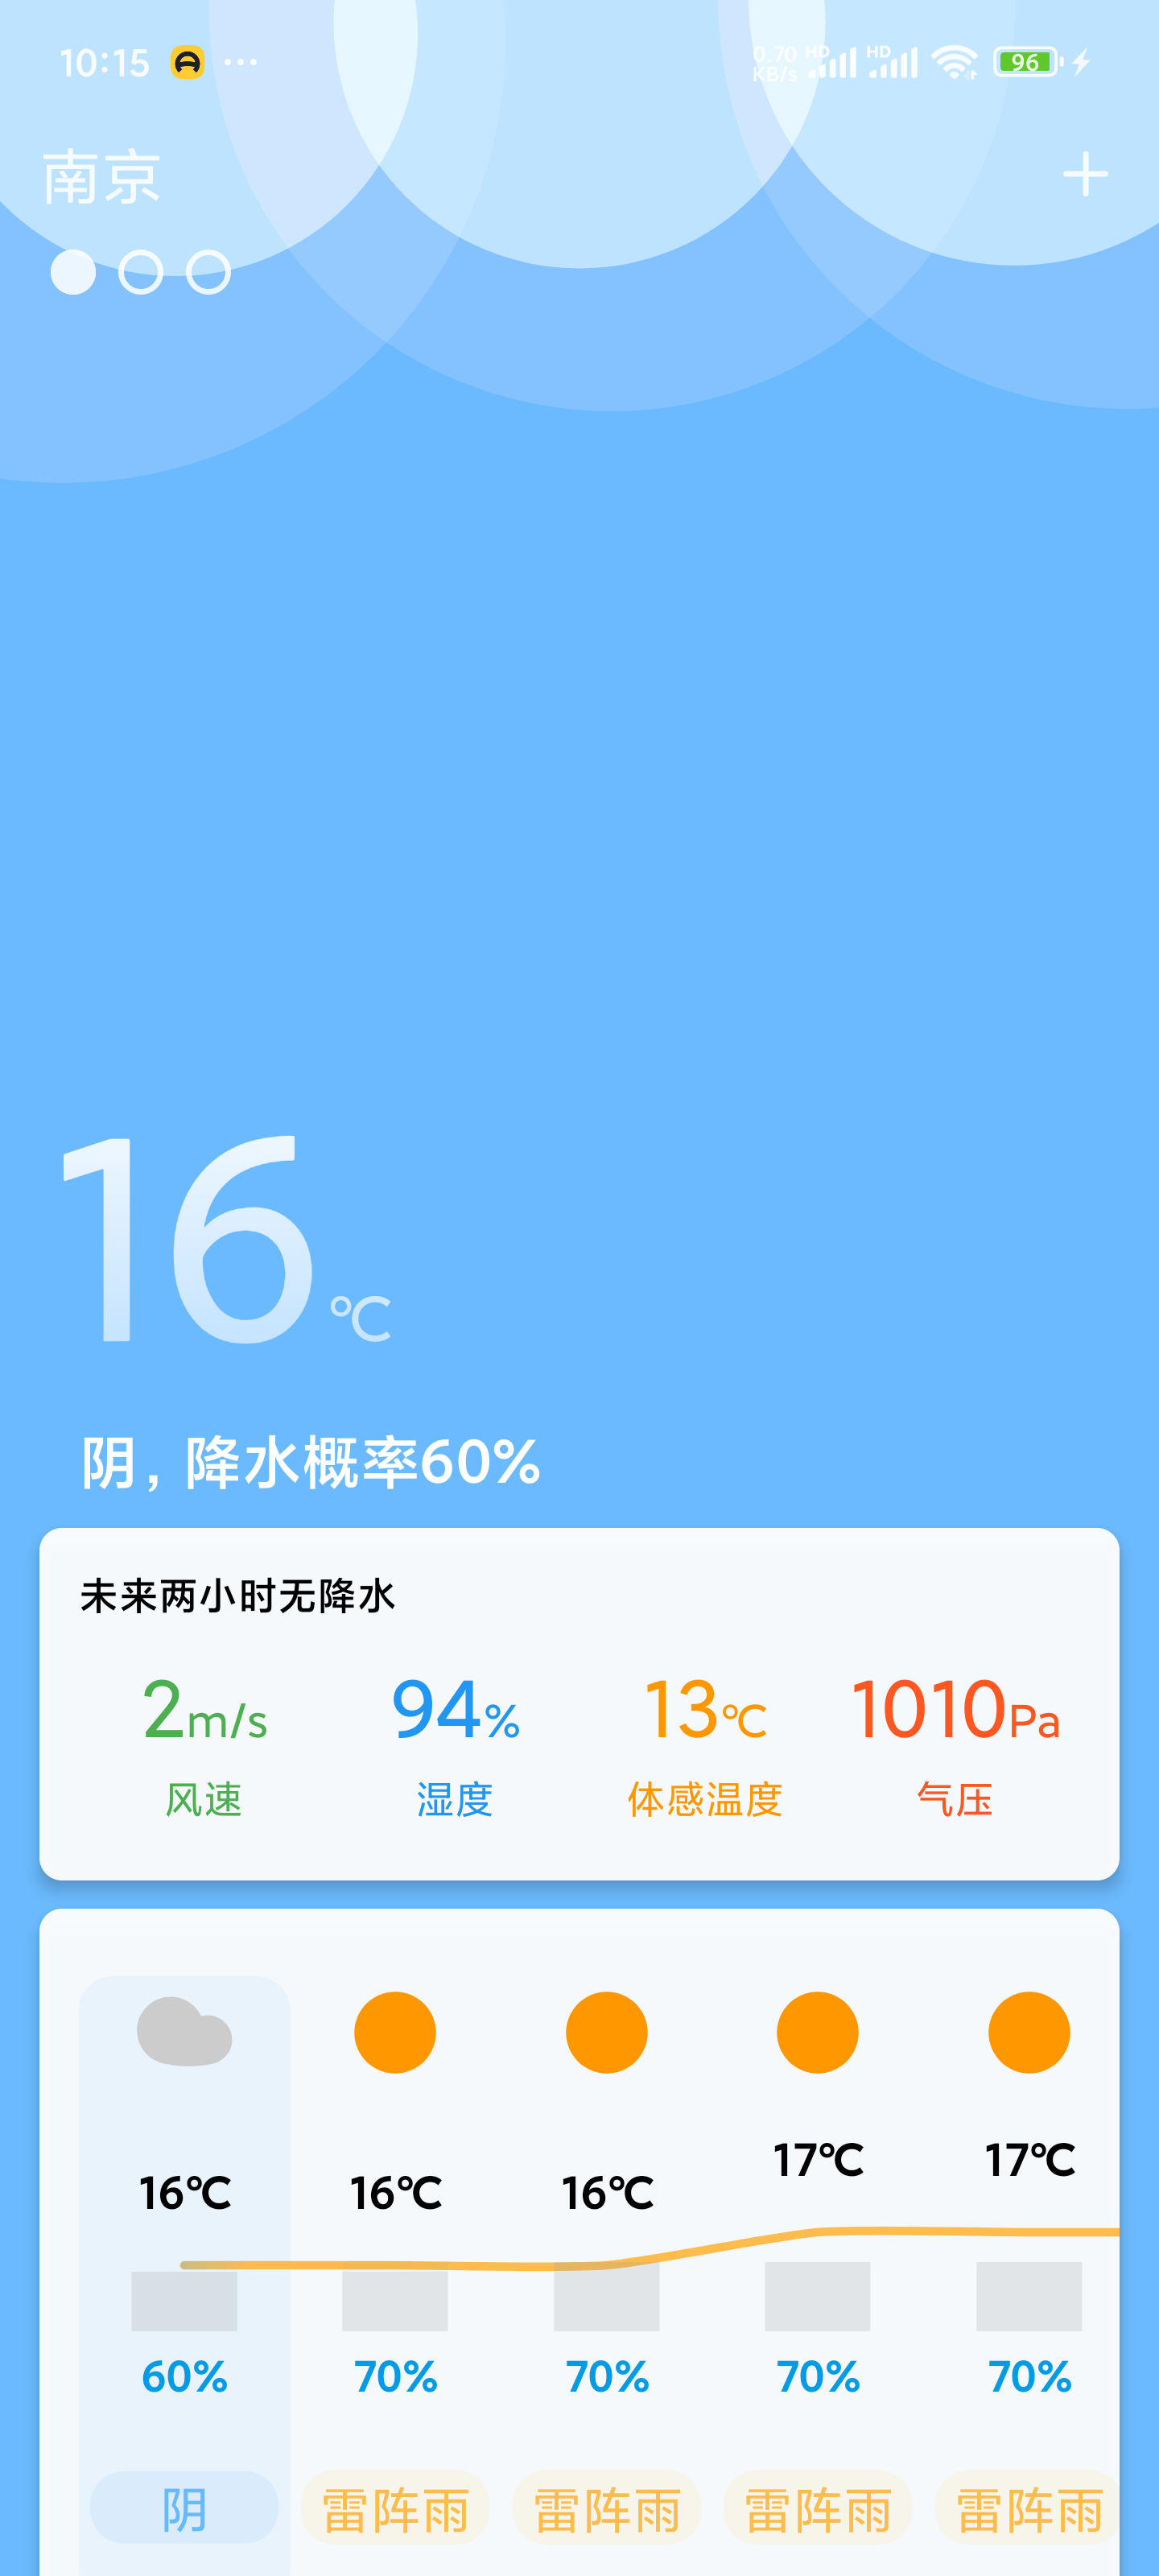 10:15 ··· 0.70 KB/s HD HD 96
南京
16℃
阴，降水概率60%
未来两小时无降水
2m/s 94% 13℃ 1010Pa
风速 湿度 体感温度 气压
16℃ 16℃ 16℃ 17℃ 17℃
60% 70% 70% 70% 70%
阴 雷阵雨 雷阵雨 雷阵雨 雷阵雨